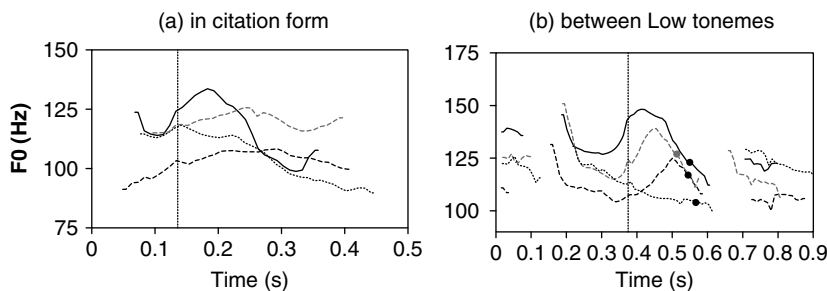 (a) in citation form
(b) between Low tonemes
F0 (Hz)
150
125
100
75
0 0.1 0.2 0.3 0.4 0.5
Time (s)
175
150
125
100
0 0.1 0.2 0.3 0.4 0.5 0.6 0.7 0.8 0.9
Time (s)